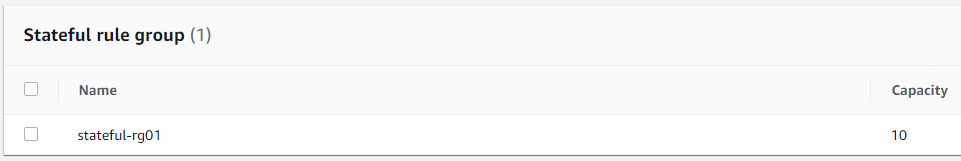 Stateful rule group (1)
Name Capacity
stateful-rg01 10